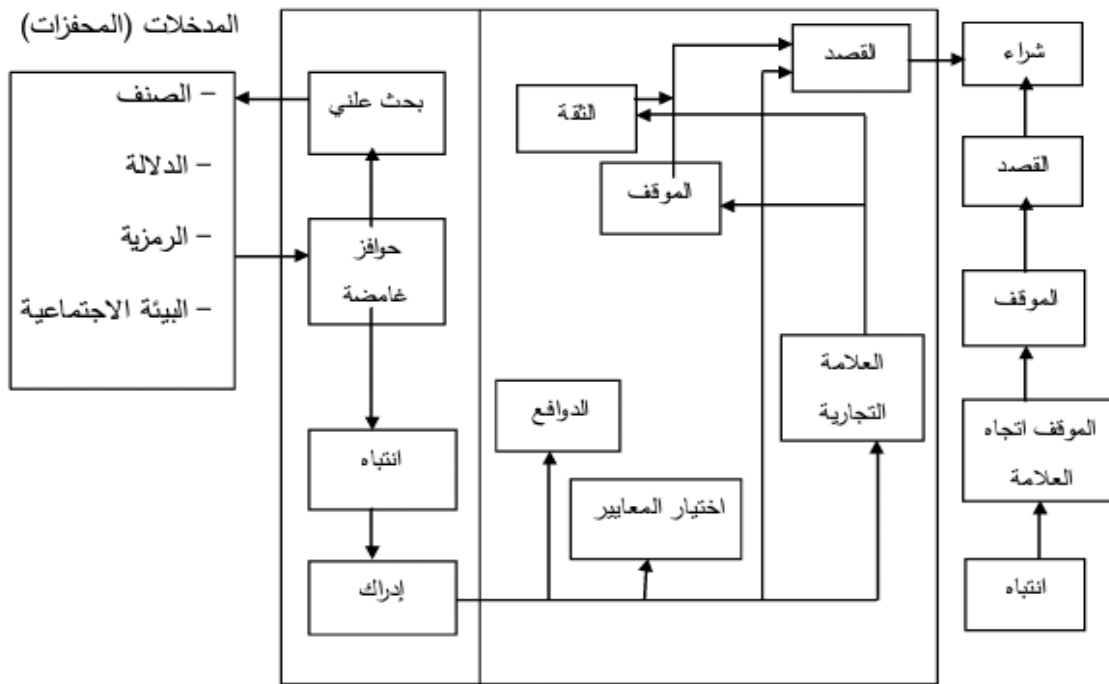 المدخلات (المحفزات)
– الصنف
– الدلالة
– الرمزية
– البيئة الاجتماعية
بحث علني
حوافز
غامضة
انتباه
إدراك
القصد
الثقة
الموقف
العلامة
التجارية
الدوافع
اختيار المعايير
شراء
القصد
الموقف
الموقف اتجاه
العلامة
انتباه